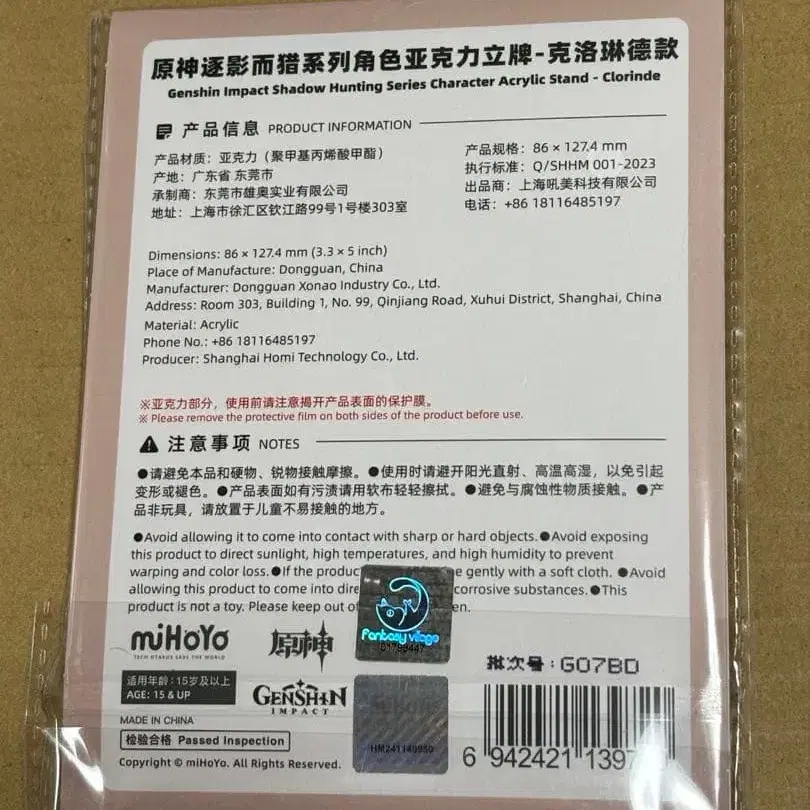 原神逐影而猎系列角色亚克力立牌-克洛琳德款
Genshin Impact Shadow Hunting Series Character Acrylic Stand - Clorinde
产品信息 PRODUCT INFORMATION
产品材质：亚克力（聚甲基丙烯酸甲酯）
产地：广东省 东莞市
承制商：东莞市雄奥实业有限公司
地址：上海市徐汇区钦江路99号1号楼303室
产品规格：86 × 127.4 mm
执行标准：Q/SHHM 001-2023
出品商：上海吼美科技有限公司
电话：+86 18116485197
Dimensions: 86 × 127.4 mm (3.3 × 5 inch)
Place of Manufacture: Dongguan, China
Manufacturer: Dongguan Xonao Industry Co., Ltd.
Address: Room 303, Building 1, No. 99, Qinjiang Road, Xuhui District, Shanghai, China
Material: Acrylic
Phone No.: +86 18116485197
Producer: Shanghai Homi Technology Co., Ltd.
※亚克力部分，使用前请注意揭开产品表面的保护膜。
※ Please remove the protective film on both sides of the product before use.
注意事项 NOTES
●请避免本品和硬物、锐物接触摩擦。●使用时请避开阳光直射、高温高湿，以免引起
变形或褪色。●产品表面如有污渍请用软布轻轻擦拭。●避免与腐蚀性物质接触。●产
品非玩具，请放置于儿童不易接触的地方。
●Avoid allowing it to come into contact with sharp or hard objects.●Avoid exposing
this product to direct sunlight, high temperatures, and high humidity to prevent
warping and color loss.●If the produc gently with a soft cloth. ●Avoid
allowing this product to come into dire corrosive substances.●This
product is not a toy. Please keep out of
miHoYo
TECH OTAKUS SAVE THE WORLD
原神
Fantasy village
适用年龄：15岁及以上
AGE: 15 & UP
GENSHIN
IMPACT
批次号：G07BD
MADE IN CHINA
检验合格 Passed Inspection
Copyright © miHoYo. All Rights Reserved.
miHoYo
6 942421 139